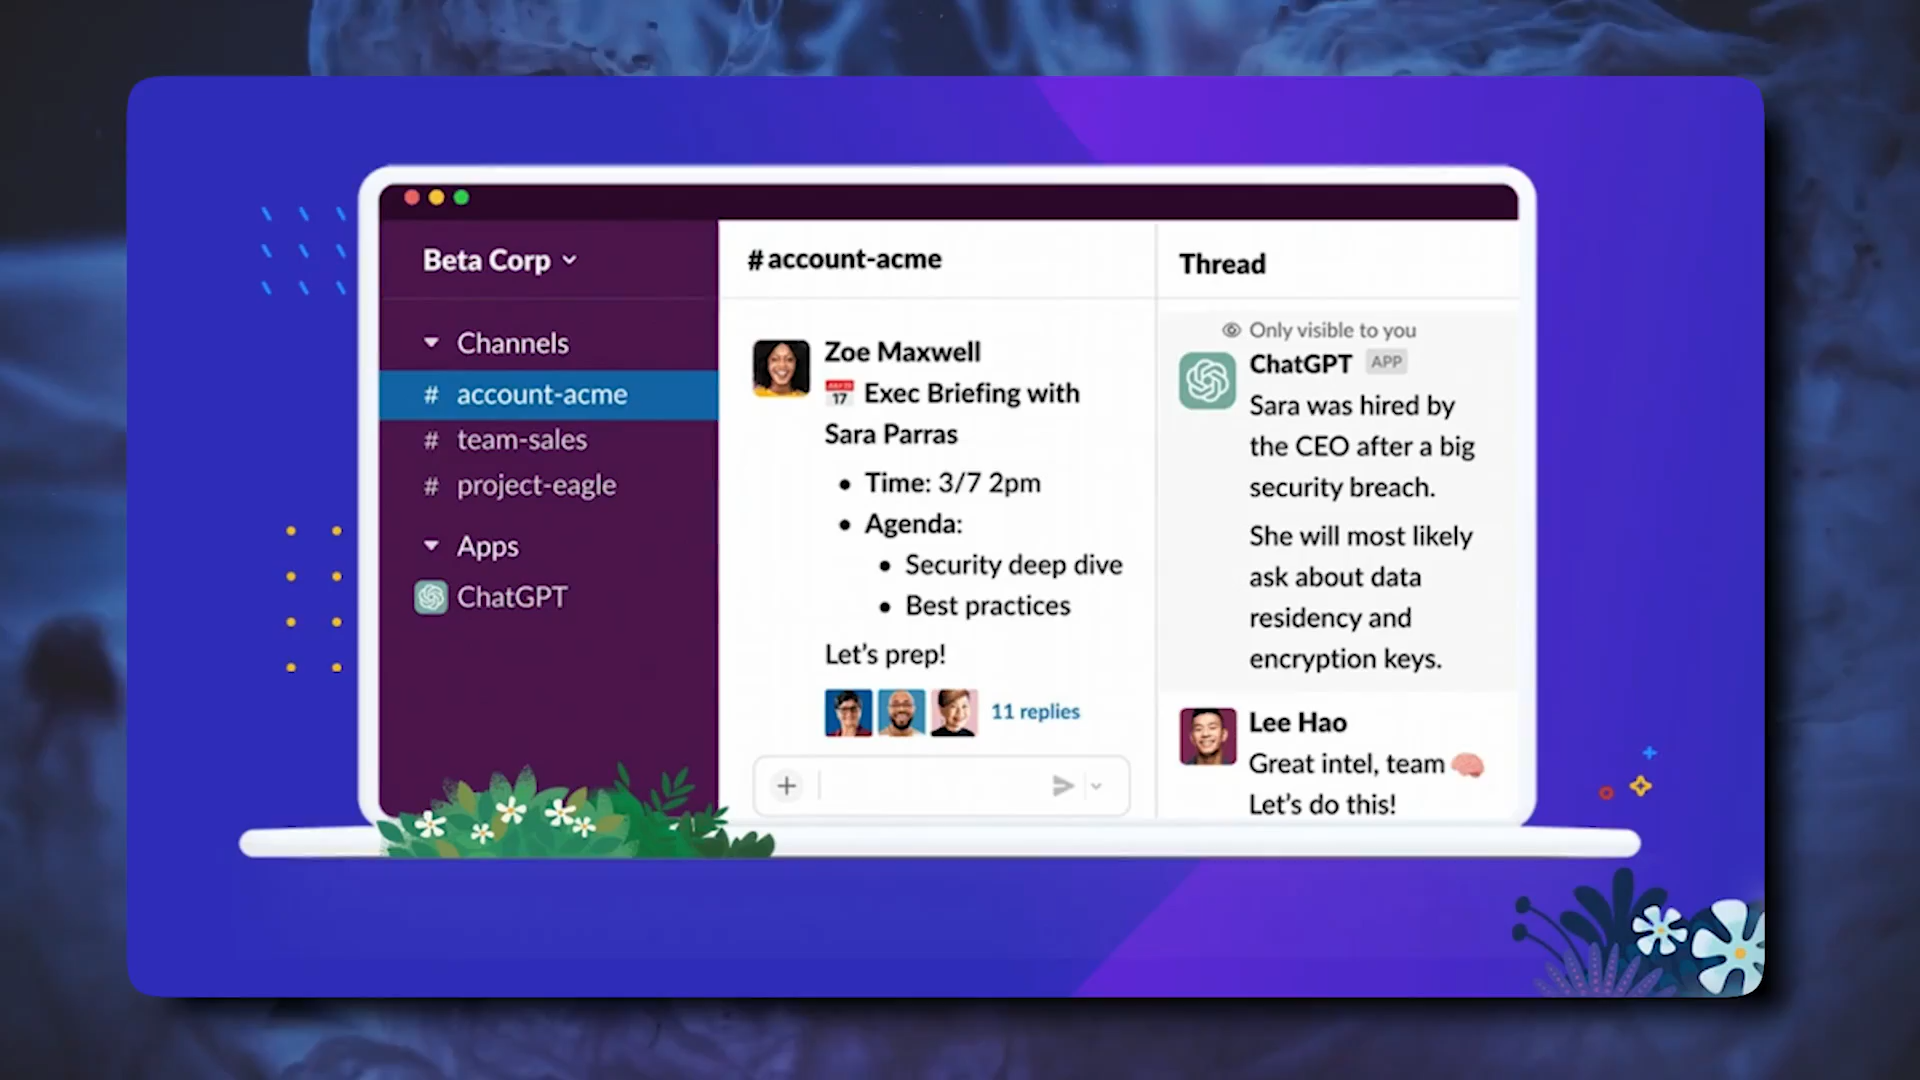 Beta Corp
Channels
# account-acme
# team-sales
# project-eagle
Apps
ChatGPT
# account-acme
Zoe Maxwell
17 Exec Briefing with
Sara Parras
• Time: 3/7 2pm
• Agenda:
• Security deep dive
• Best practices
Let's prep!
11 replies
Thread
Only visible to you
ChatGPT APP
Sara was hired by
the CEO after a big
security breach.
She will most likely
ask about data
residency and
encryption keys.
Lee Hao
Great intel, team
Let's do this!